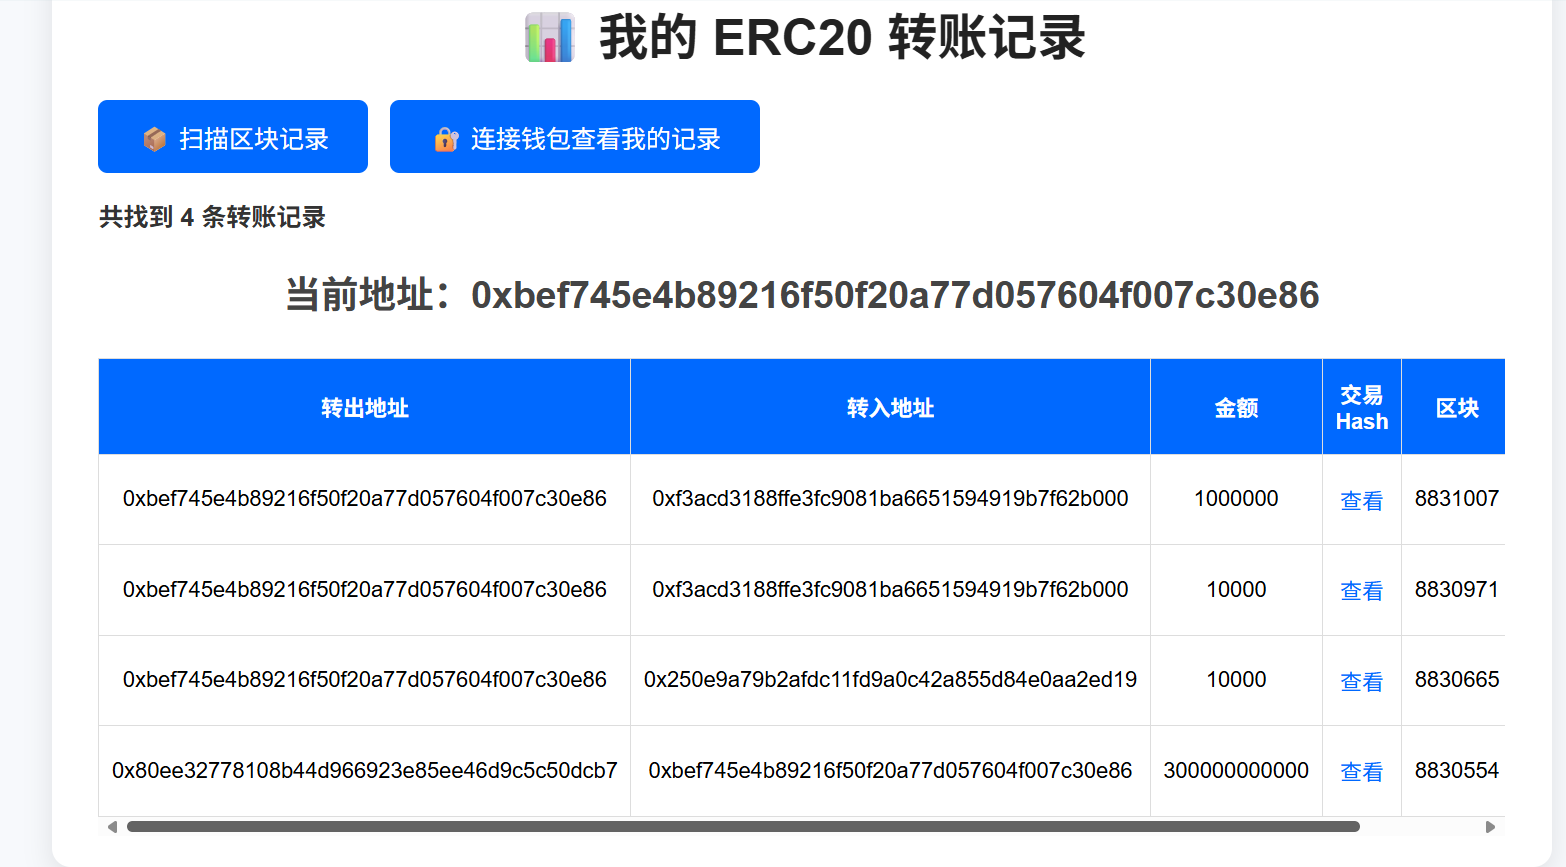 我的 ERC20 转账记录
扫描区块记录
连接钱包查看我的记录
共找到 4 条转账记录
当前地址：0xbef745e4b89216f50f20a77d057604f007c30e86
转出地址 转入地址 金额 交易 Hash 区块
0xbef745e4b89216f50f20a77d057604f007c30e86 0xf3acd3188ffe3fc9081ba6651594919b7f62b000 1000000 查看 8831007
0xbef745e4b89216f50f20a77d057604f007c30e86 0xf3acd3188ffe3fc9081ba6651594919b7f62b000 10000 查看 8830971
0xbef745e4b89216f50f20a77d057604f007c30e86 0x250e9a79b2afdc11fd9a0c42a855d84e0aa2ed19 10000 查看 8830665
0x80ee32778108b44d966923e85ee46d9c5c50dcb7 0xbef745e4b89216f50f20a77d057604f007c30e86 300000000000 查看 8830554